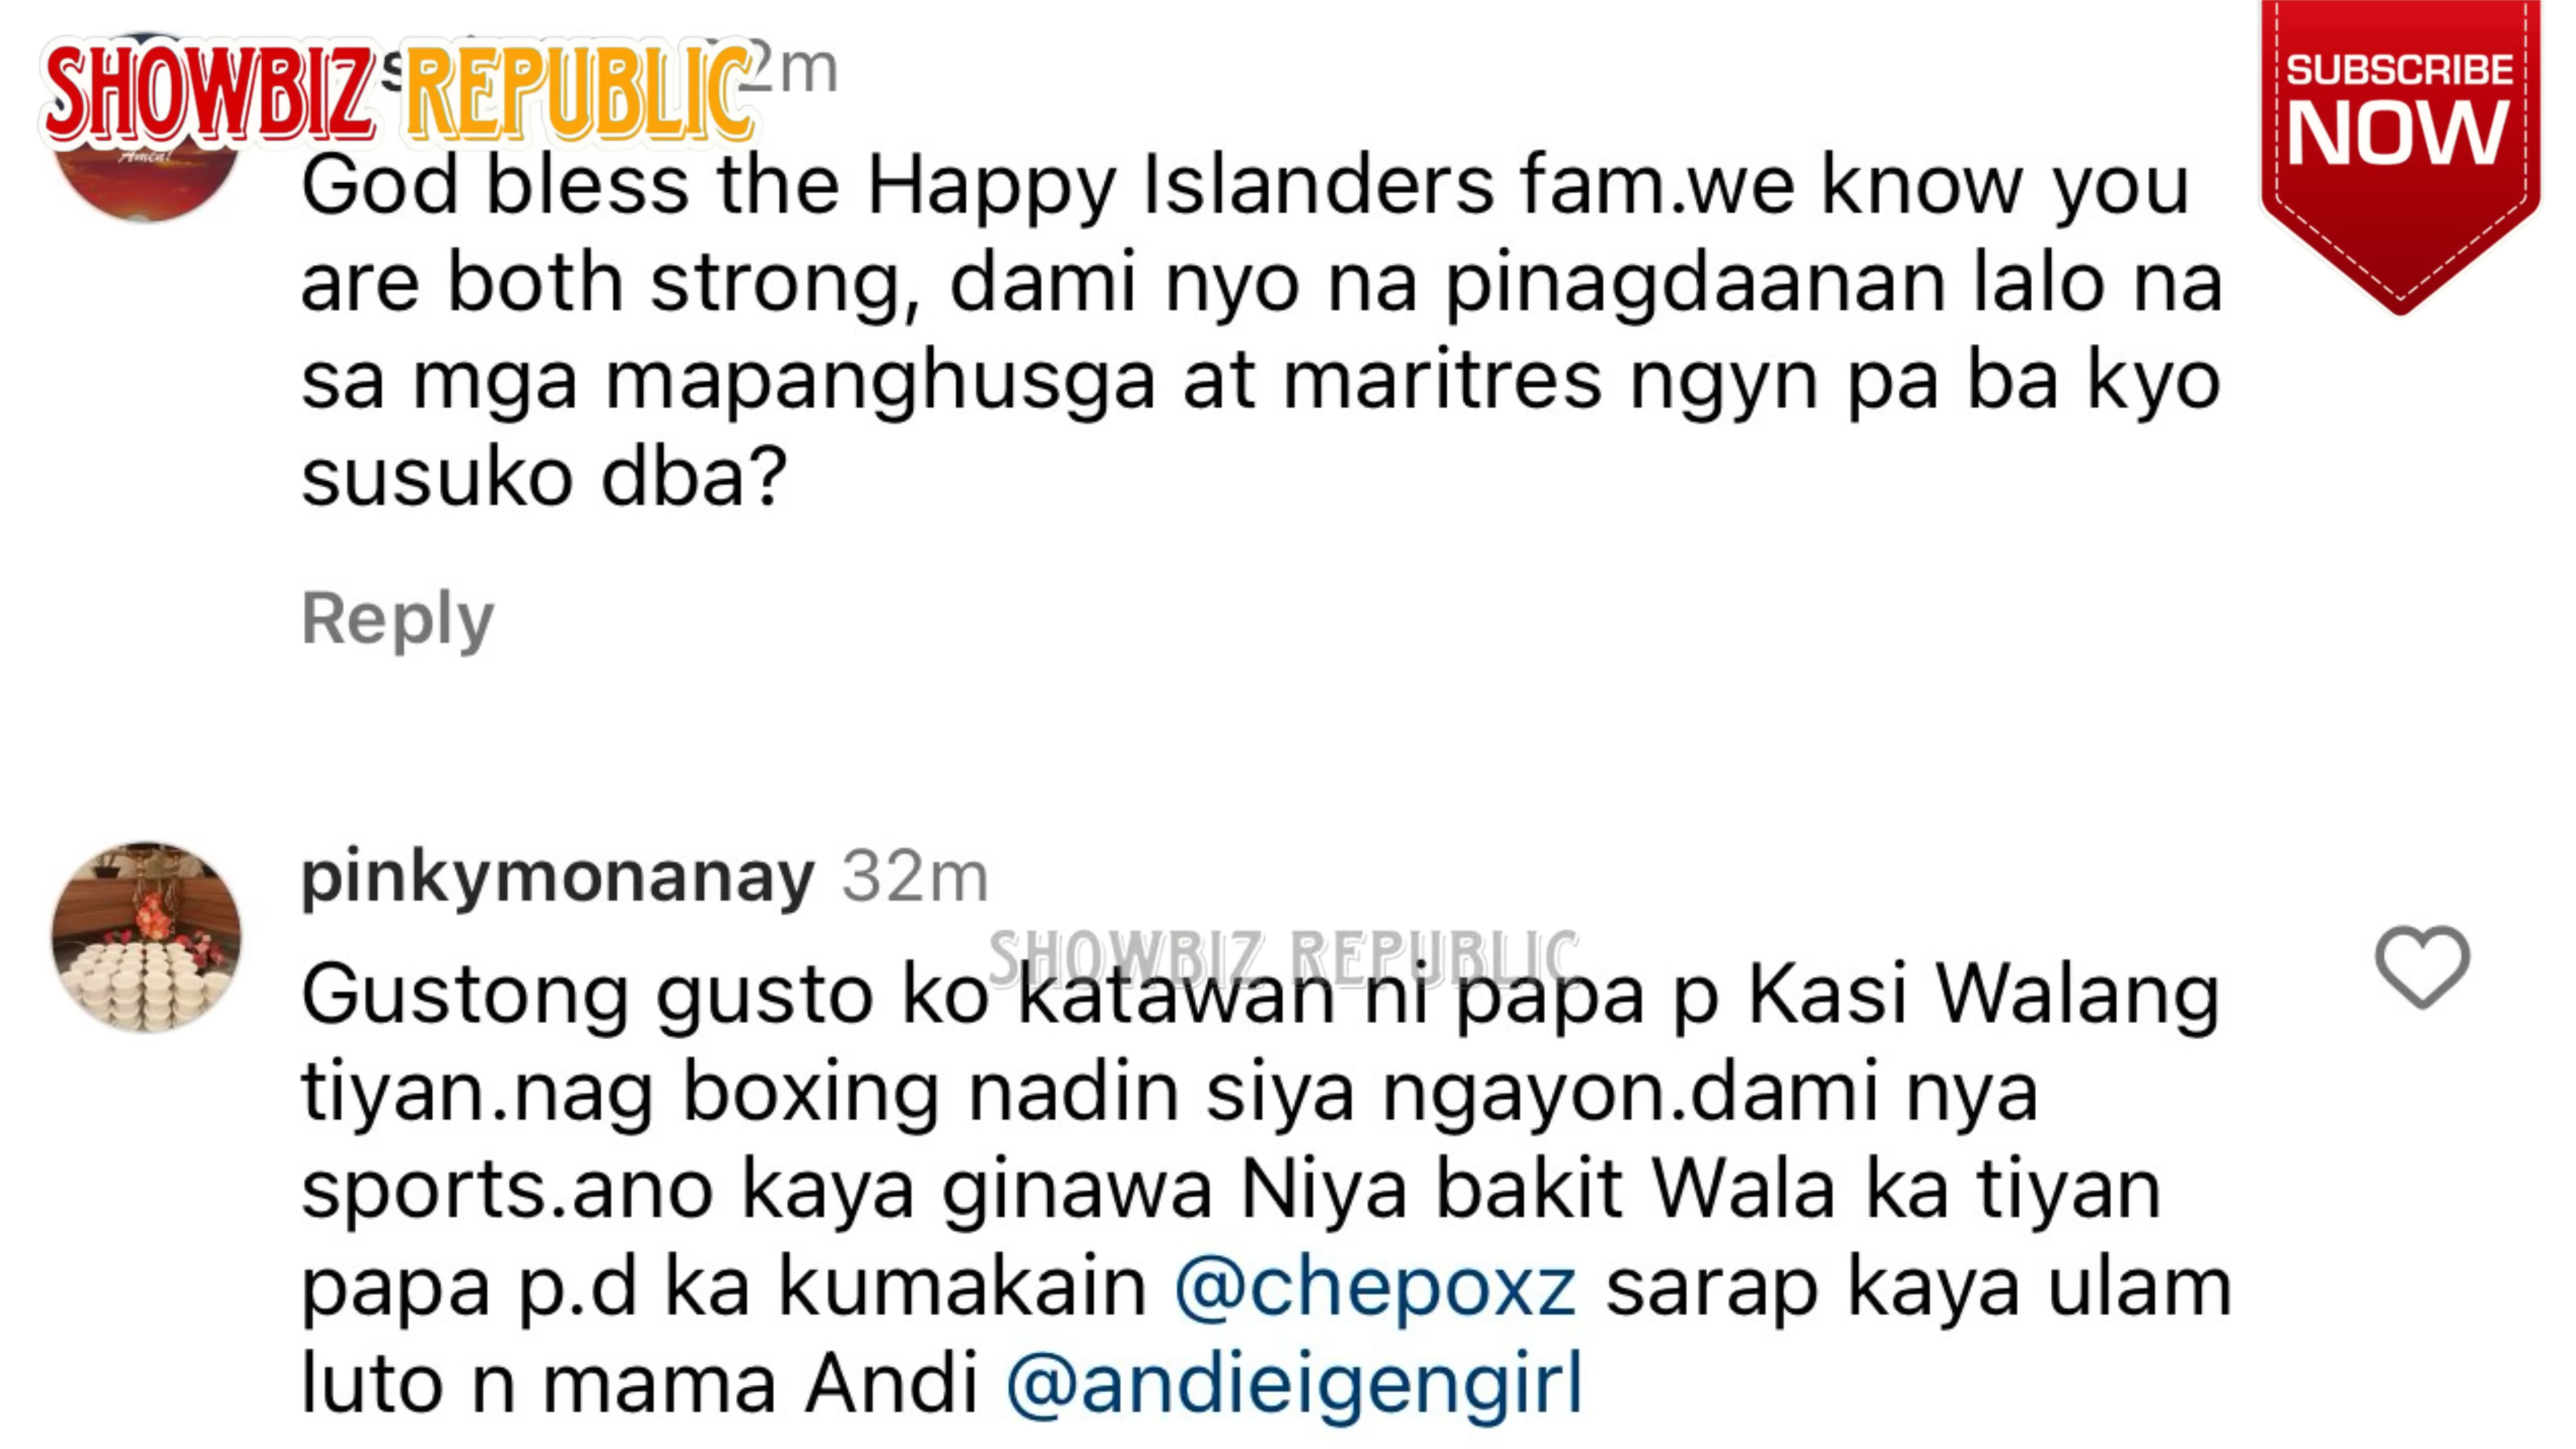 SHOWBIZ REPUBLIC
2m
SUBSCRIBE
NOW
Amen!
God bless the Happy Islanders fam.we know you
are both strong, dami nyo na pinagdaanan lalo na
sa mga mapanghusga at maritres ngyn pa ba kyo
susuko dba?
Reply
pinkymonanay 32m
SHOWBIZ REPUBLIC
Gustong gusto ko katawan ni papa p Kasi Walang
tiyan.nag boxing nadin siya ngayon.dami nya
sports.ano kaya ginawa Niya bakit Wala ka tiyan
papa p.d ka kumakain @chepoxz sarap kaya ulam
luto n mama Andi @andieigengirl